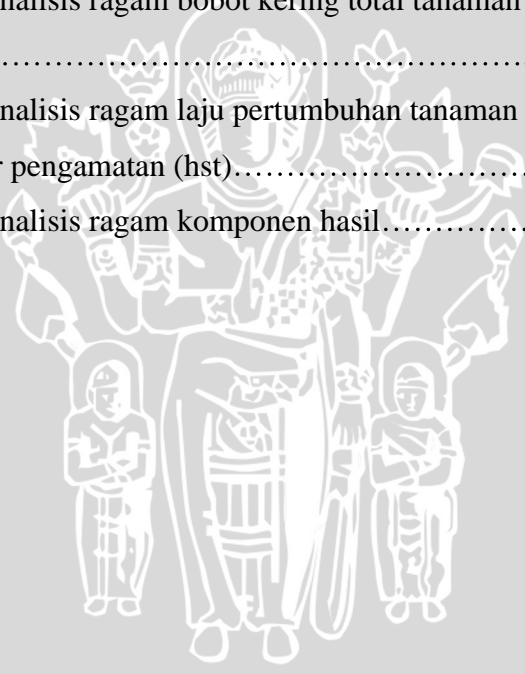 nalisis ragam bobot kering total tanaman
……………………………………………
nalisis ragam laju pertumbuhan tanaman
r pengamatan (hst)……………………………
nalisis ragam komponen hasil……………